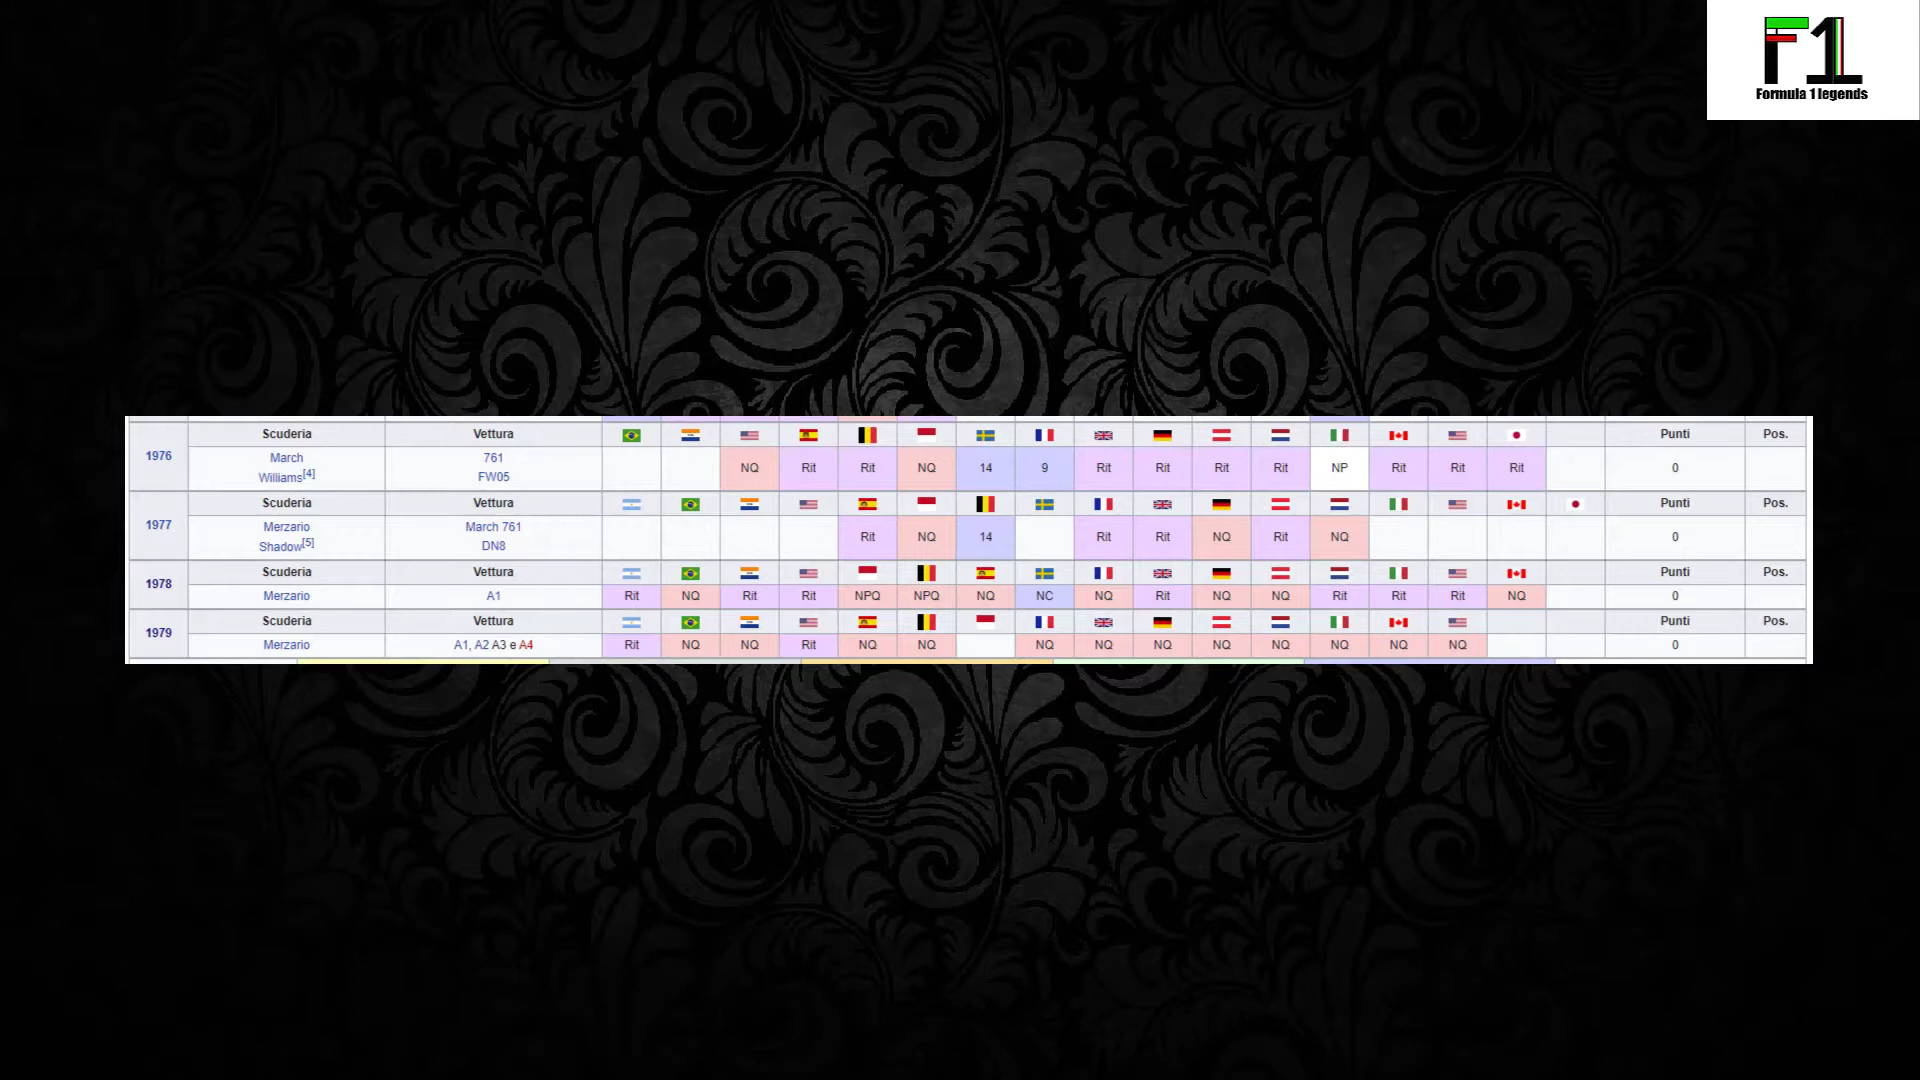 F1
Formula 1 legends
1976 Scuderia Vettura Punti Pos.
March 761
Williams[4] FW05
NQ Rit Rit NQ 14 9 Rit Rit Rit Rit NP Rit Rit Rit 0
1977 Scuderia Vettura Punti Pos.
Merzario March 761
Shadow[5] DN8
Rit NQ 14 Rit Rit NQ Rit NQ 0
1978 Scuderia Vettura Punti Pos.
Merzario A1 Rit NQ Rit Rit NPQ NPQ NQ NC NQ Rit NQ NQ Rit Rit Rit NQ 0
1979 Scuderia Vettura Punti Pos.
Merzario A1, A2 A3 e A4 Rit NQ NQ Rit NQ NQ NQ NQ NQ NQ NQ NQ NQ NQ 0